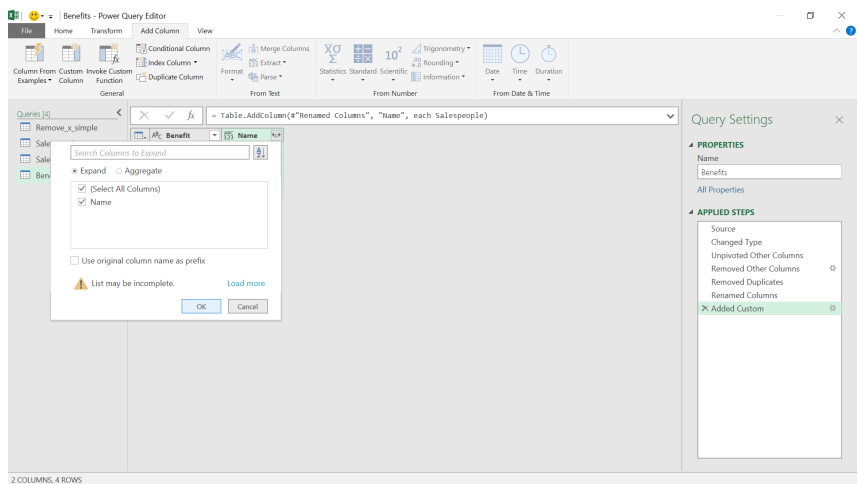 Benefits - Power Query Editor
File Home Transform Add Column View
Column From Examples
Custom Column
Invoke Custom Function
Conditional Column
Index Column
Duplicate Column
General
Format
ABC
Merge Columns
Extract
Parse
From Text
Statistics
Standard
Scientific
10²
Trigonometry
Rounding
Information
From Number
Date
Time
Duration
From Date & Time
Queries [4]
Remove_x_simple
Sale
Sale
Ben
= Table.AddColumn(#"Renamed Columns", "Name", each Salespeople)
Benefit
Name
Search Columns to Expand
Expand Aggregate
(Select All Columns)
Name
Use original column name as prefix
List may be incomplete. Load more
OK Cancel
Query Settings
PROPERTIES
Name
Benefits
All Properties
APPLIED STEPS
Source
Changed Type
Unpivoted Other Columns
Removed Other Columns
Removed Duplicates
Renamed Columns
Added Custom
2 COLUMNS, 4 ROWS